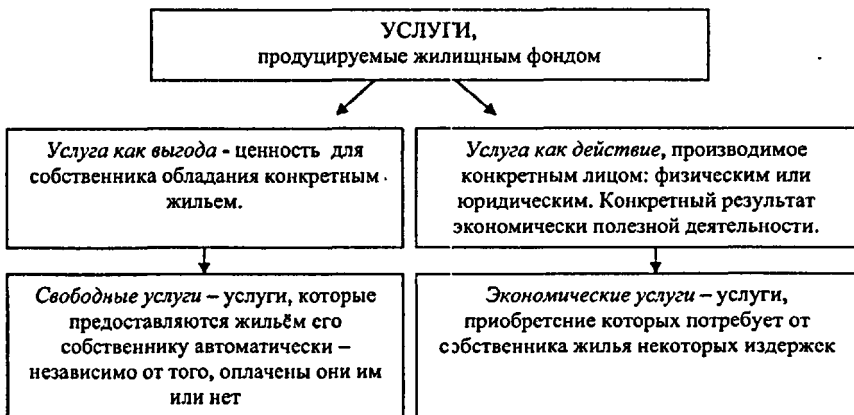 УСЛУГИ,
продуцируемые жилищным фондом
Услуга как выгода - ценность для
собственника обладания конкретным
жильем.
Услуга как действие, производимое
конкретным лицом: физическим или
юридическим. Конкретный результат
экономически полезной деятельности.
Свободные услуги – услуги, которые
предоставляются жильём его
собственнику автоматически –
независимо от того, оплачены они им
или нет
Экономические услуги – услуги,
приобретение которых потребует от
собственника жилья некоторых издержек